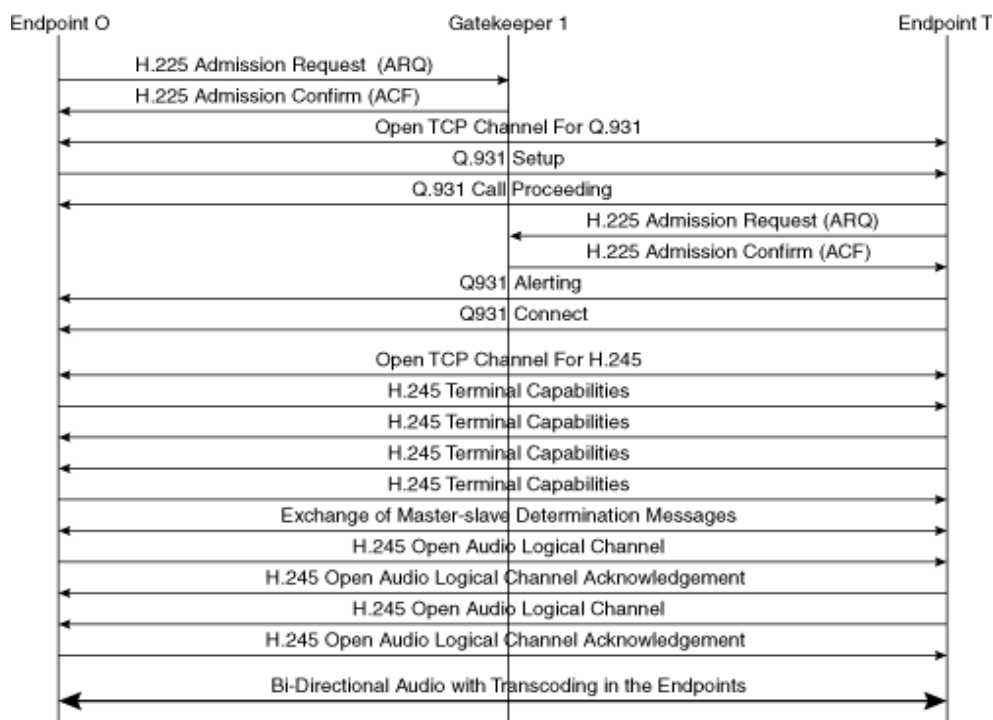 Endpoint O Gatekeeper 1 Endpoint T
H.225 Admission Request (ARQ)
H.225 Admission Confirm (ACF)
Open TCP Channel For Q.931
Q.931 Setup
Q.931 Call Proceeding
H.225 Admission Request (ARQ)
H.225 Admission Confirm (ACF)
Q931 Alerting
Q931 Connect
Open TCP Channel For H.245
H.245 Terminal Capabilities
H.245 Terminal Capabilities
H.245 Terminal Capabilities
H.245 Terminal Capabilities
Exchange of Master-slave Determination Messages
H.245 Open Audio Logical Channel
H.245 Open Audio Logical Channel Acknowledgement
H.245 Open Audio Logical Channel
H.245 Open Audio Logical Channel Acknowledgement
Bi-Directional Audio with Transcoding in the Endpoints